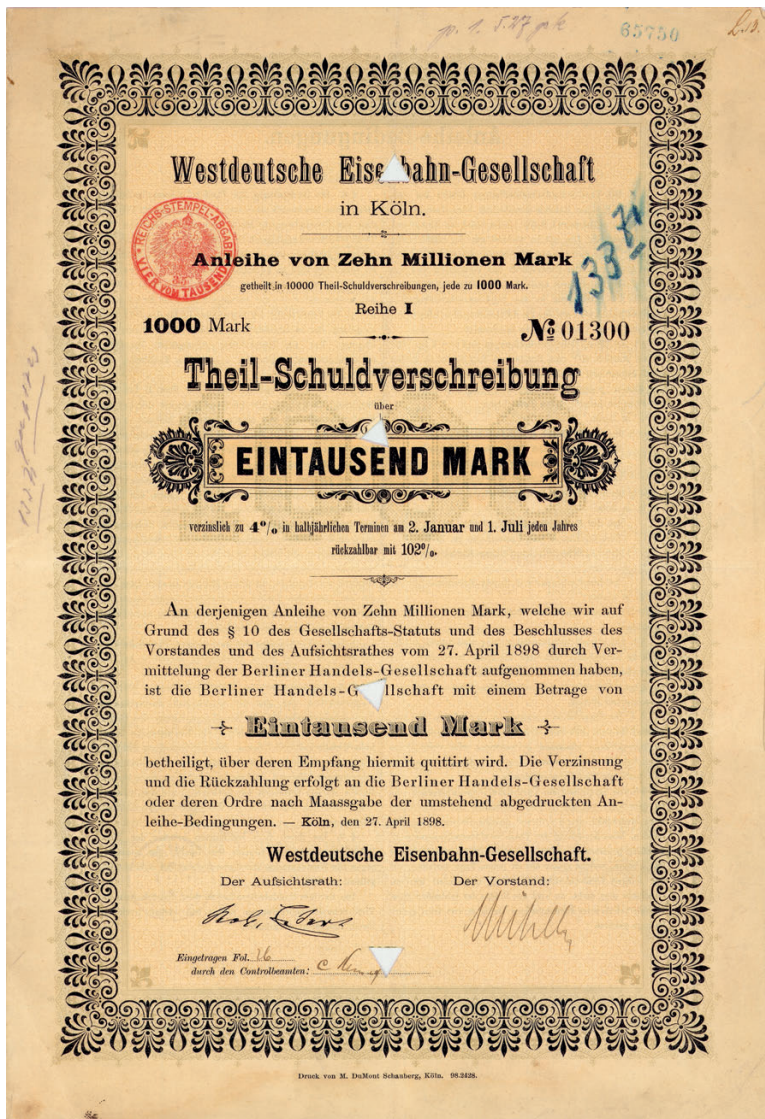 65750
Westdeutsche Eisenbahn-Gesellschaft
in Köln.
REICHS-STEMPEL-ABGABE
VIER VOM TAUSEND
Anleihe von Zehn Millionen Mark
getheilt in 10000 Theil-Schuldverschreibungen, jede zu 1000 Mark.
Reihe I
1000 Mark
№ 01300
Theil-Schuldverschreibung
über
EINTAUSEND MARK
verzinslich zu 4% in halbjährlichen Terminen am 2. Januar und 1. Juli jeden Jahres
rückzahlbar mit 102%.
An derjenigen Anleihe von Zehn Millionen Mark, welche wir auf
Grund des § 10 des Gesellschafts-Statuts und des Beschlusses des
Vorstandes und des Aufsichtsrathes vom 27. April 1898 durch Ver-
mittelung der Berliner Handels-Gesellschaft aufgenommen haben,
ist die Berliner Handels-Gesellschaft mit einem Betrage von
Eintausend Mark
betheiligt, über deren Empfang hiermit quittirt wird. Die Verzinsung
und die Rückzahlung erfolgt an die Berliner Handels-Gesellschaft
oder deren Ordre nach Maassgabe der umstehend abgedruckten An-
leihe-Bedingungen. — Köln, den 27. April 1898.
Westdeutsche Eisenbahn-Gesellschaft.
Der Aufsichtsrath:
Der Vorstand:
Eingetragen Fol. 26
durch den Controlbeamten:
Druck von M. DuMont Schauberg, Köln. 98.2428.